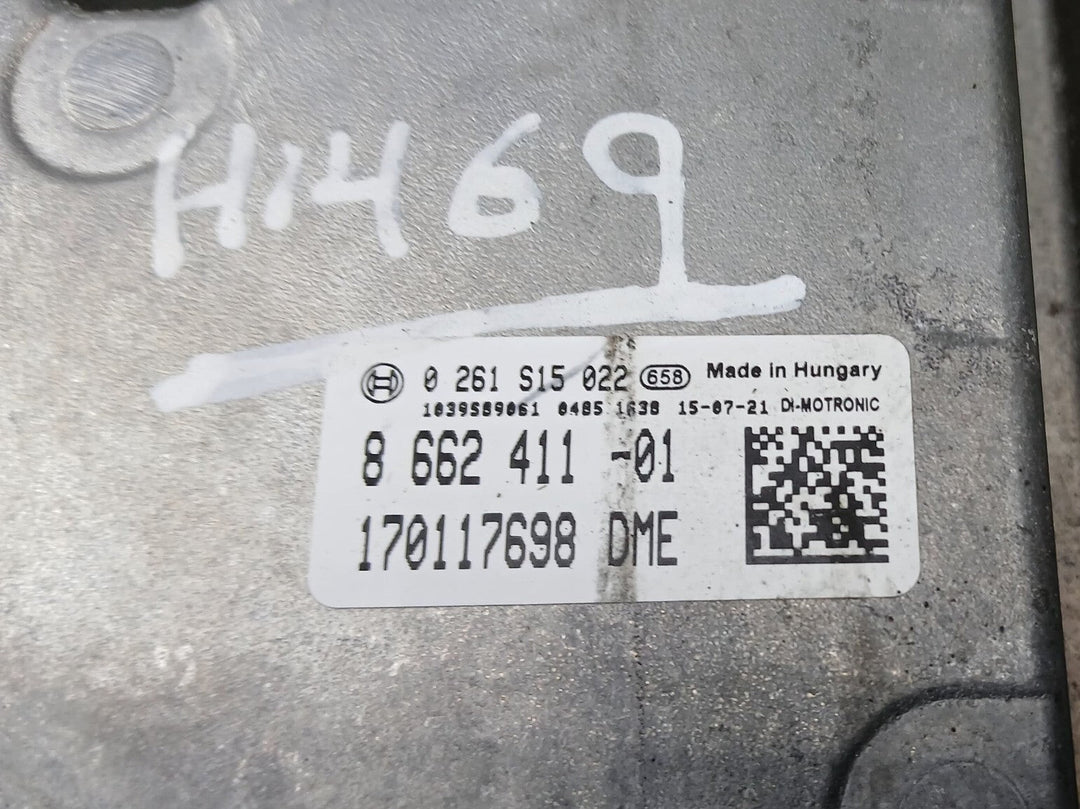 H1469
0 261 S15 022 658 Made in Hungary
1039S89061 0485 1638 15-07-21 DI-MOTRONIC
8 662 411 -01
170117698 DME